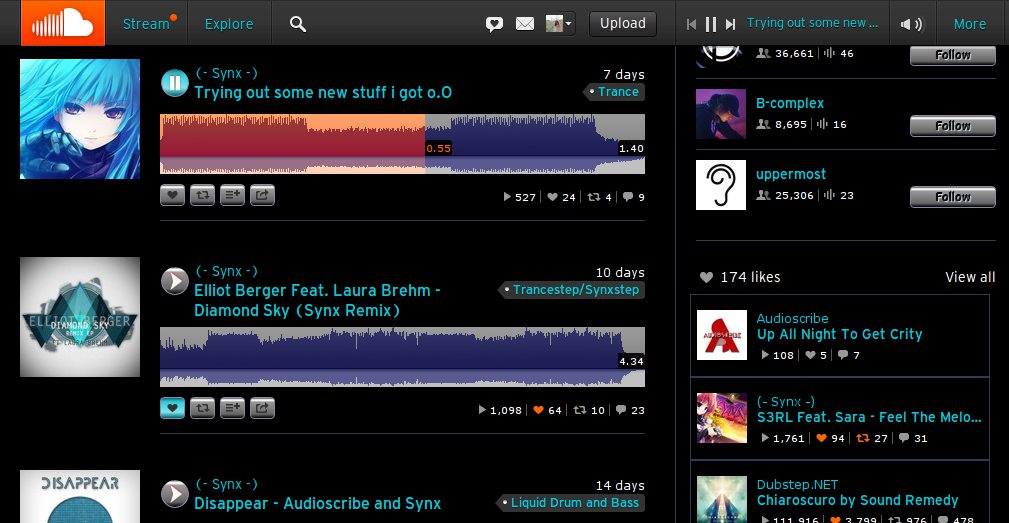 Stream
Explore
Upload
Trying out some new ...
More
(- Synx -)
7 days
Trying out some new stuff i got o.O
Trance
0.55
1.40
527
24
4
9
(- Synx -)
10 days
Elliot Berger Feat. Laura Brehm -
Trancestep/Synxstep
Diamond Sky (Synx Remix)
ELLIOT BERGER
DIAMOND SKY
REMIX EP
FT. LAURA BREHM
4.34
1,098
64
10
23
DISAPPEAR
(- Synx -)
14 days
Disappear - Audioscribe and Synx
Liquid Drum and Bass
36,661
46
Follow
B-complex
8,695
16
Follow
uppermost
25,306
23
Follow
174 likes
View all
Audioscribe
Up All Night To Get Crity
108
5
7
(- Synx -)
S3RL Feat. Sara - Feel The Melo...
1,761
94
27
31
Dubstep.NET
Chiaroscuro by Sound Remedy
111,916
3,799
976
478